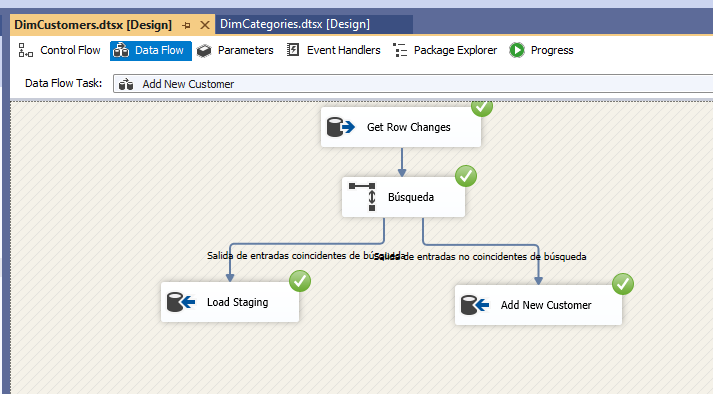 DimCustomers.dtsx [Design]
DimCategories.dtsx [Design]
Control Flow
Data Flow
Parameters
Event Handlers
Package Explorer
Progress
Data Flow Task:
Add New Customer
Get Row Changes
Búsqueda
Salida de entradas coincidentes de búsqueda
Salida de entradas no coincidentes de búsqueda
Load Staging
Add New Customer